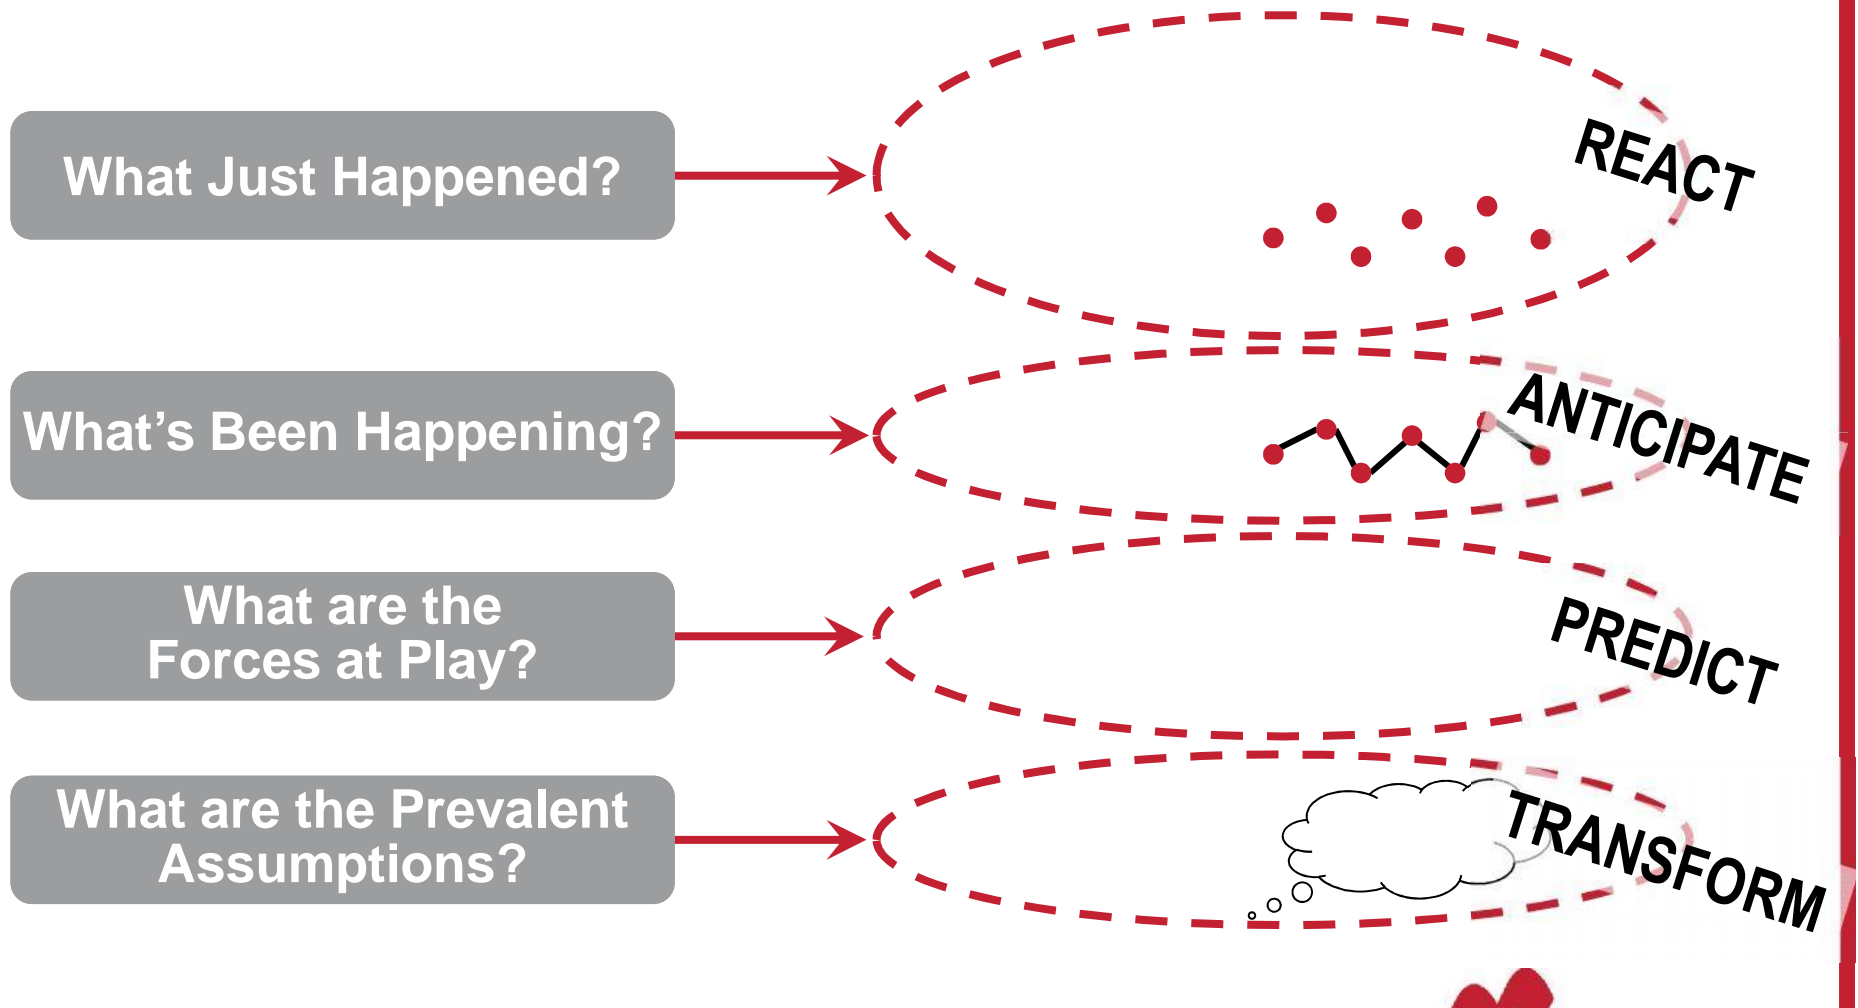 What Just Happened?
REACT
What’s Been Happening?
ANTICIPATE
What are the
Forces at Play?
PREDICT
What are the Prevalent
Assumptions?
TRANSFORM